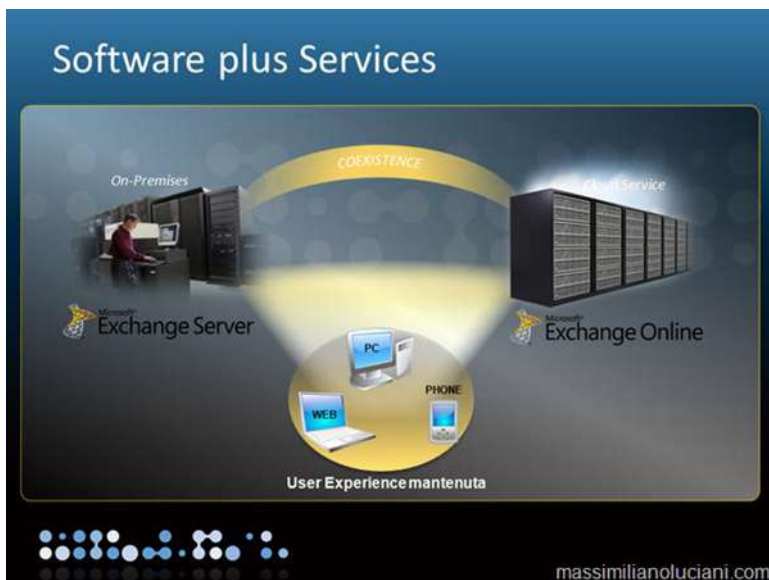 Software plus Services
COEXISTENCE
On-Premises
Cloud Service
Microsoft
Exchange Server
Microsoft
Exchange Online
PC
PHONE
WEB
User Experience mantenuta
massimilianoluciani.com